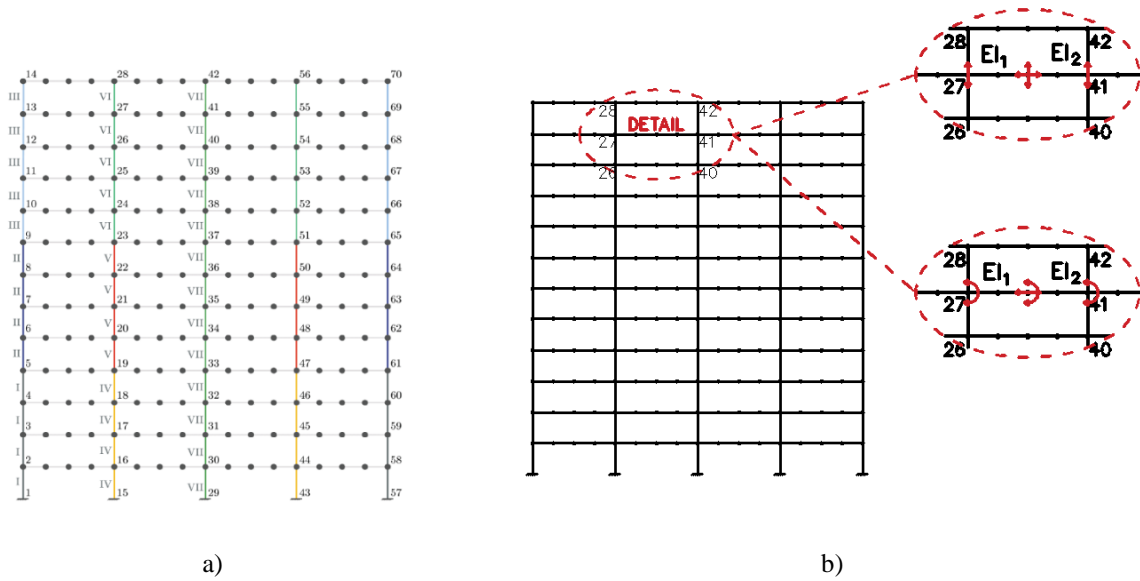 14 28 42 56 70
III VI VII
13 27 41 55 69
III VI VII
12 26 40 54 68
III VI VII
11 25 39 53 67
III VI VII
10 24 38 52 66
III VI VII
9 23 37 51 65
II V VII
8 22 36 50 64
II V VII
7 21 35 49 63
II V VII
6 20 34 48 62
II V VII
5 19 33 47 61
I IV VII
4 18 32 46 60
I IV VII
3 17 31 45 59
I IV VII
2 16 30 44 58
I IV VII
1 15 29 43 57
a)
28 42
DETAIL
27 41
26 40
28 42
EI₁ EI₂
27 41
26 40
28 42
EI₁ EI₂
27 41
26 40
b)